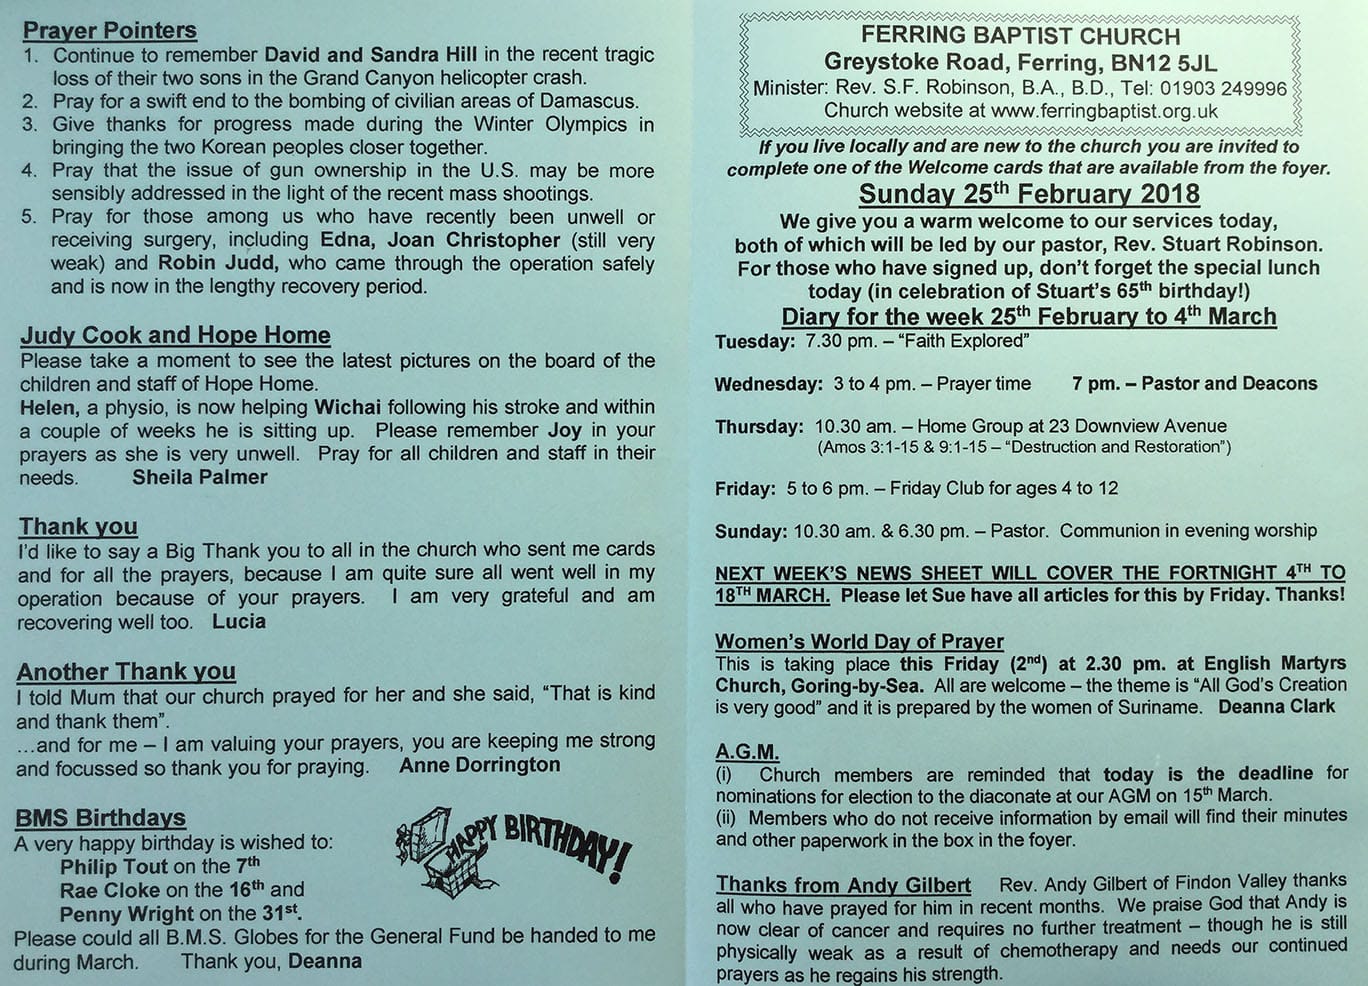 Prayer Pointers
1. Continue to remember David and Sandra Hill in the recent tragic
loss of their two sons in the Grand Canyon helicopter crash.
2. Pray for a swift end to the bombing of civilian areas of Damascus.
3. Give thanks for progress made during the Winter Olympics in
bringing the two Korean peoples closer together.
4. Pray that the issue of gun ownership in the U.S. may be more
sensibly addressed in the light of the recent mass shootings.
5. Pray for those among us who have recently been unwell or
receiving surgery, including Edna, Joan Christopher (still very
weak) and Robin Judd, who came through the operation safely
and is now in the lengthy recovery period.
Judy Cook and Hope Home
Please take a moment to see the latest pictures on the board of the
children and staff of Hope Home.
Helen, a physio, is now helping Wichai following his stroke and within
a couple of weeks he is sitting up. Please remember Joy in your
prayers as she is very unwell. Pray for all children and staff in their
needs. Sheila Palmer
Thank you
I'd like to say a Big Thank you to all in the church who sent me cards
and for all the prayers, because I am quite sure all went well in my
operation because of your prayers. I am very grateful and am
recovering well too. Lucia
Another Thank you
I told Mum that our church prayed for her and she said, “That is kind
and thank them”.
...and for me – I am valuing your prayers, you are keeping me strong
and focussed so thank you for praying. Anne Dorrington
BMS Birthdays
A very happy birthday is wished to:
Philip Tout on the 7th
Rae Cloke on the 16th and
Penny Wright on the 31st.
HAPPY BIRTHDAY!
Please could all B.M.S. Globes for the General Fund be handed to me
during March. Thank you, Deanna
FERRING BAPTIST CHURCH
Greystoke Road, Ferring, BN12 5JL
Minister: Rev. S.F. Robinson, B.A., B.D., Tel: 01903 249996
Church website at www.ferringbaptist.org.uk
If you live locally and are new to the church you are invited to
complete one of the Welcome cards that are available from the foyer.
Sunday 25th February 2018
We give you a warm welcome to our services today,
both of which will be led by our pastor, Rev. Stuart Robinson.
For those who have signed up, don't forget the special lunch
today (in celebration of Stuart's 65th birthday!)
Diary for the week 25th February to 4th March
Tuesday: 7.30 pm. – “Faith Explored”
Wednesday: 3 to 4 pm. – Prayer time 7 pm. – Pastor and Deacons
Thursday: 10.30 am. – Home Group at 23 Downview Avenue
(Amos 3:1-15 & 9:1-15 – “Destruction and Restoration”)
Friday: 5 to 6 pm. – Friday Club for ages 4 to 12
Sunday: 10.30 am. & 6.30 pm. – Pastor. Communion in evening worship
NEXT WEEK'S NEWS SHEET WILL COVER THE FORTNIGHT 4TH TO
18TH MARCH. Please let Sue have all articles for this by Friday. Thanks!
Women's World Day of Prayer
This is taking place this Friday (2nd) at 2.30 pm. at English Martyrs
Church, Goring-by-Sea. All are welcome – the theme is “All God's Creation
is very good” and it is prepared by the women of Suriname. Deanna Clark
A.G.M.
(i) Church members are reminded that today is the deadline for
nominations for election to the diaconate at our AGM on 15th March.
(ii) Members who do not receive information by email will find their minutes
and other paperwork in the box in the foyer.
Thanks from Andy Gilbert Rev. Andy Gilbert of Findon Valley thanks
all who have prayed for him in recent months. We praise God that Andy is
now clear of cancer and requires no further treatment – though he is still
physically weak as a result of chemotherapy and needs our continued
prayers as he regains his strength.